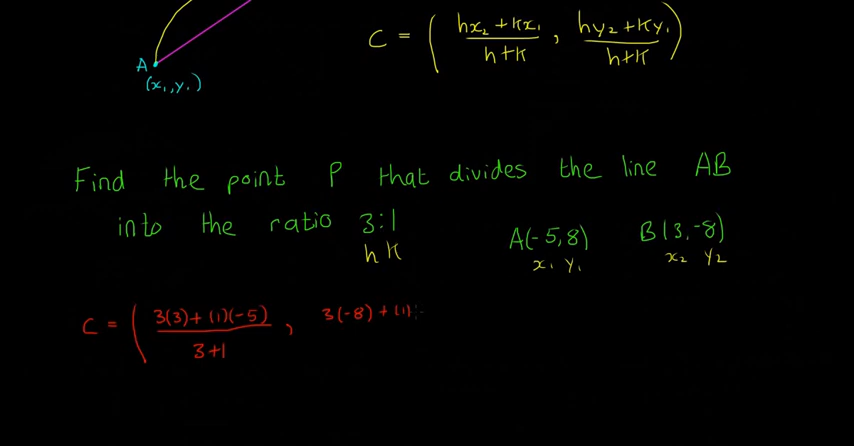 C = ( hx₂ + kx₁ / h+k , hy₂ + ky₁ / h+k )
A
(x₁, y₁)
Find the point P that divides the line AB
into the ratio 3:1
A(-5, 8) B(3, -8)
h k
x₁ y₁ x₂ y₂
C = ( 3(3) + (1)(-5) / 3+1 , 3(-8) + (1)